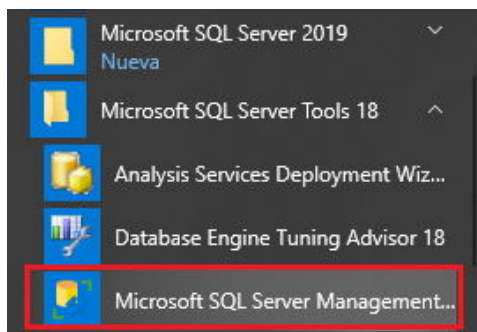 Microsoft SQL Server 2019
Nueva
Microsoft SQL Server Tools 18
Analysis Services Deployment Wiz...
Database Engine Tuning Advisor 18
Microsoft SQL Server Management...